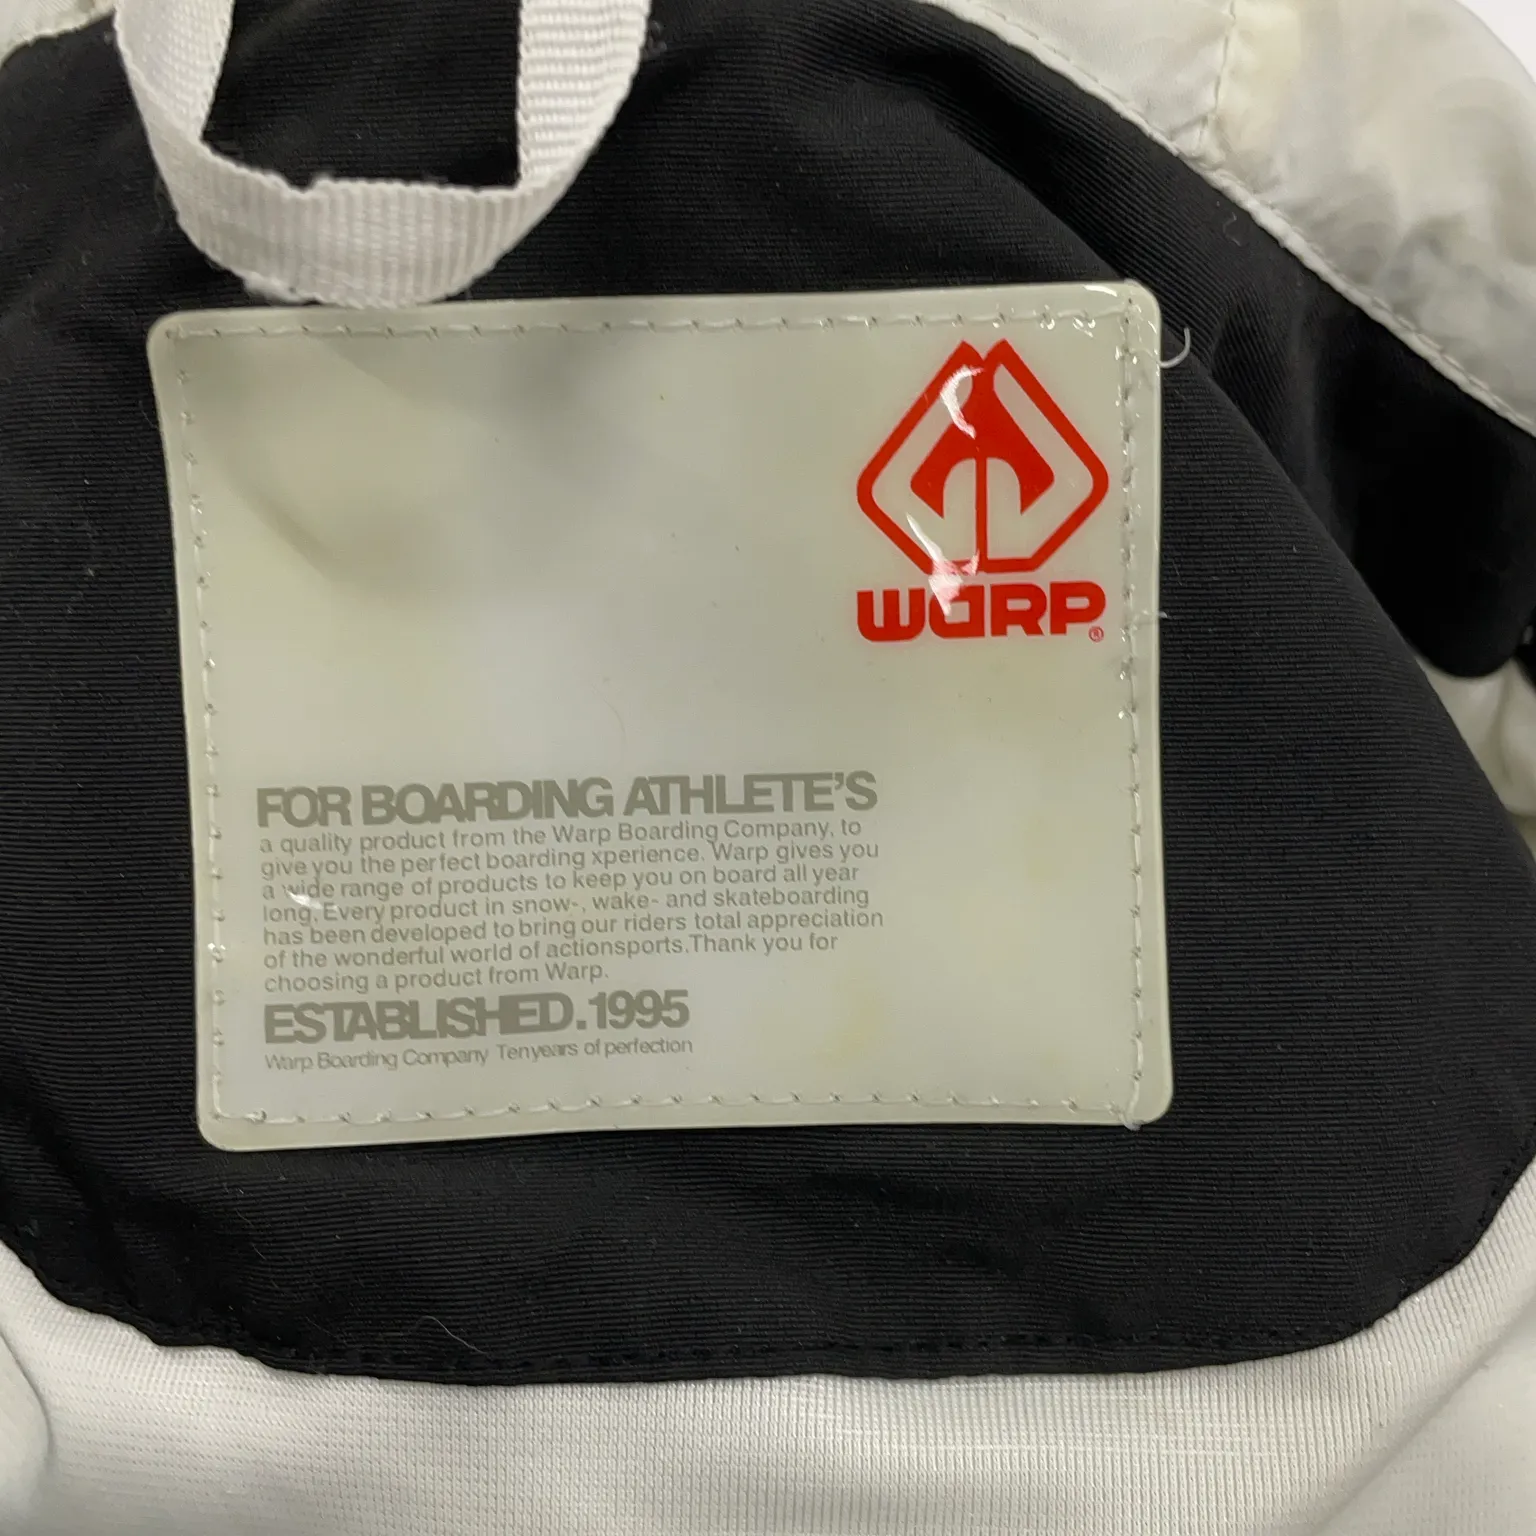 WARP®
FOR BOARDING ATHLETE'S
a quality product from the Warp Boarding Company, to
give you the perfect boarding xperience. Warp gives you
a wide range of products to keep you on board all year
long. Every product in snow-, wake- and skateboarding
has been developed to bring our riders total appreciation
of the wonderful world of actionsports.Thank you for
choosing a product from Warp.
ESTABLISHED.1995
Warp Boarding Company Tenyears of perfection